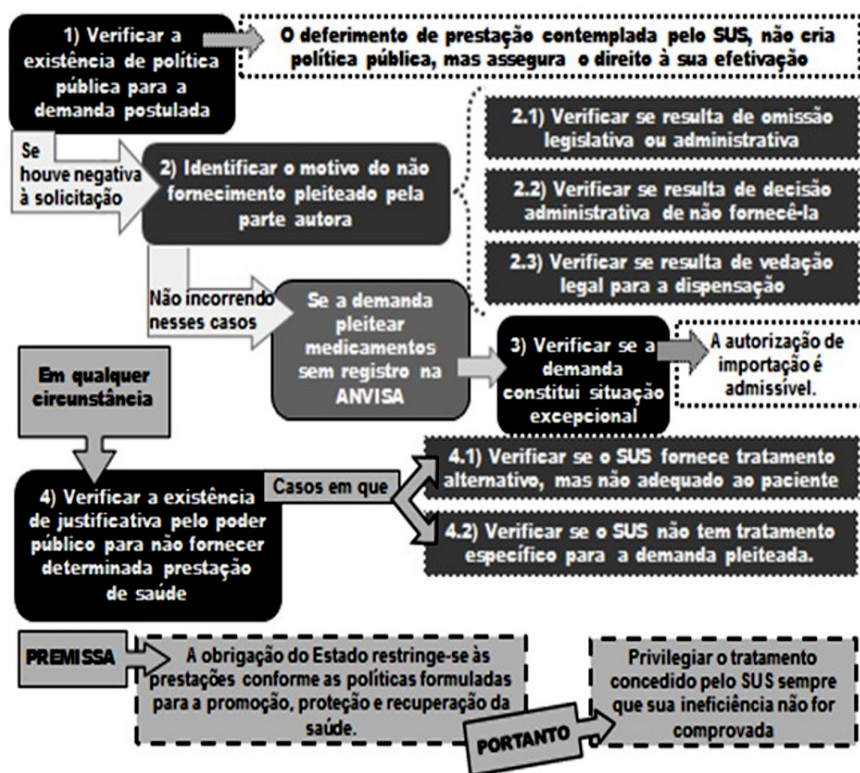 1) Verificar a
existência de política
pública para a
demanda postulada
O deferimento de prestação contemplada pelo SUS, não cria
política pública, mas assegura o direito à sua efetivação
Se
houve negativa
à solicitação
2) Identificar o motivo do não
fornecimento pleiteado pela
parte autora
2.1) Verificar se resulta de omissão
legislativa ou administrativa
2.2) Verificar se resulta de decisão
administrativa de não fornecê-la
2.3) Verificar se resulta de vedação
legal para a dispensação
Não incorrendo
nesses casos
Se a demanda
pleitear
medicamentos
sem registro na
ANVISA
3) Verificar se a
demanda
constitui situação
excepcional
A autorização de
importação é
admissível.
Em qualquer
circunstância
4) Verificar a existência
de justificativa pelo poder
público para não fornecer
determinada prestação
de saúde
Casos em que
4.1) Verificar se o SUS fornece tratamento
alternativo, mas não adequado ao paciente
4.2) Verificar se o SUS não tem tratamento
específico para a demanda pleiteada.
PREMISSA
A obrigação do Estado restringe-se às
prestações conforme as políticas formuladas
para a promoção, proteção e recuperação da
saúde.
PORTANTO
Privilegiar o tratamento
concedido pelo SUS sempre
que sua ineficiência não for
comprovada